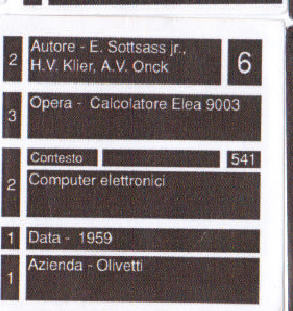 2 Autore - E. Sottsass jr., 6
H.V. Klier, A.V. Onck
3 Opera - Calcolatore Elea 9003
Contesto 541
2 Computer elettronici
1 Data - 1959
1 Azienda - Olivetti